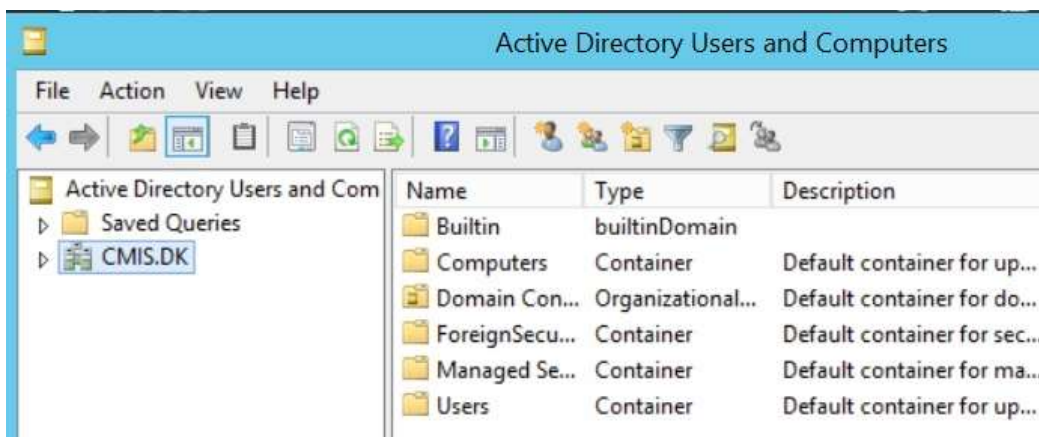 Active Directory Users and Computers
File Action View Help
Active Directory Users and Com
Saved Queries
CMIS.DK
Name Type Description
Builtin builtinDomain
Computers Container Default container for up...
Domain Con... Organizational... Default container for do...
ForeignSecu... Container Default container for sec...
Managed Se... Container Default container for ma...
Users Container Default container for up...